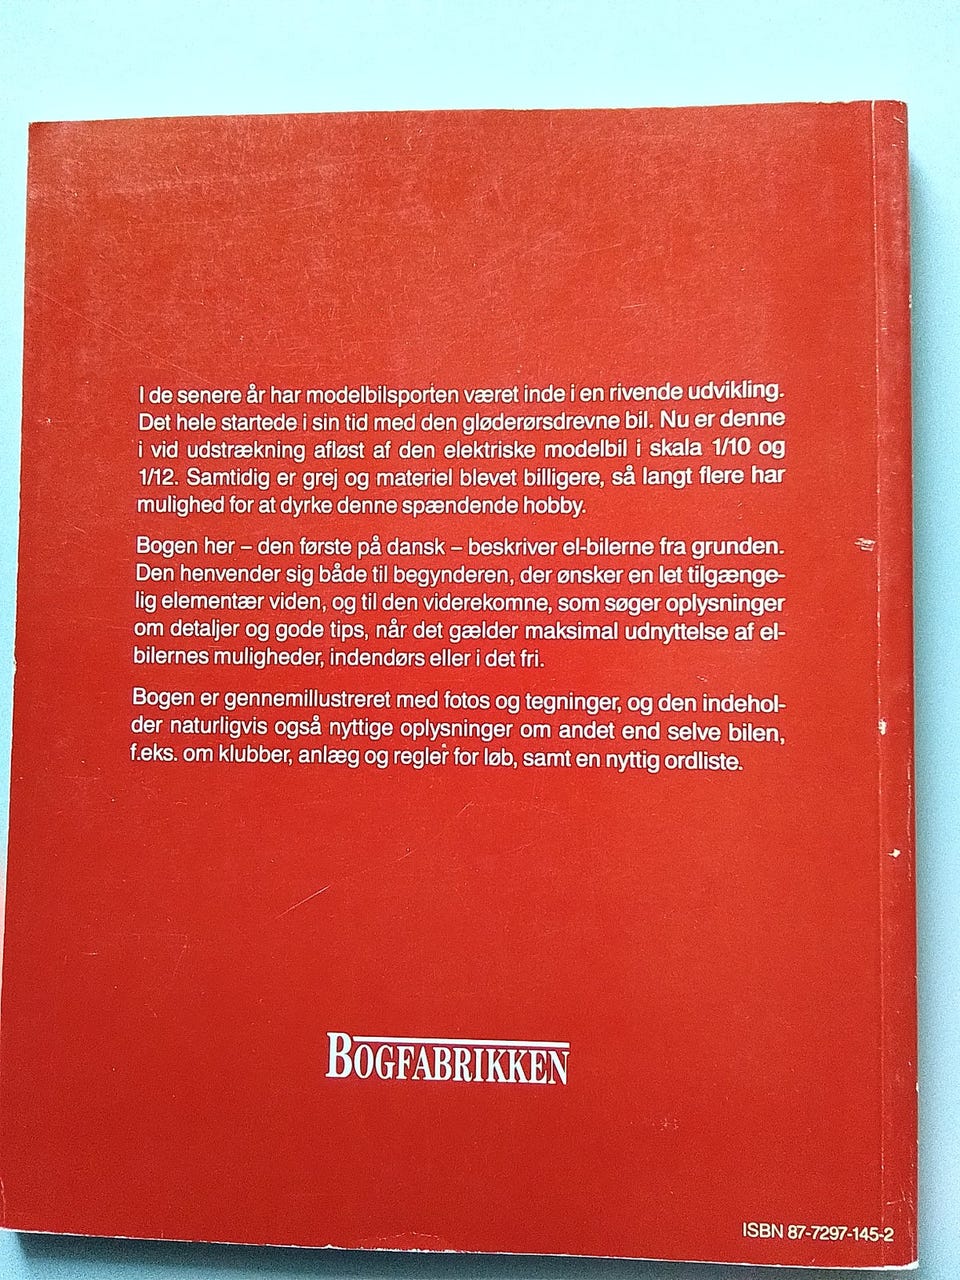 I de senere år har modelbilsporten været inde i en rivende udvikling.
Det hele startede i sin tid med den gløderørsdrevne bil. Nu er denne
i vid udstrækning afløst af den elektriske modelbil i skala 1/10 og
1/12. Samtidig er grej og materiel blevet billigere, så langt flere har
mulighed for at dyrke denne spændende hobby.
Bogen her – den første på dansk – beskriver el-bilerne fra grunden.
Den henvender sig både til begynderen, der ønsker en let tilgænge-
lig elementær viden, og til den viderekomne, som søger oplysninger
om detaljer og gode tips, når det gælder maksimal udnyttelse af el-
bilernes muligheder, indendørs eller i det fri.
Bogen er gennemillustreret med fotos og tegninger, og den indehol-
der naturligvis også nyttige oplysninger om andet end selve bilen,
f.eks. om klubber, anlæg og regler for løb, samt en nyttig ordliste.
BOGFABRIKKEN
ISBN 87-7297-145-2